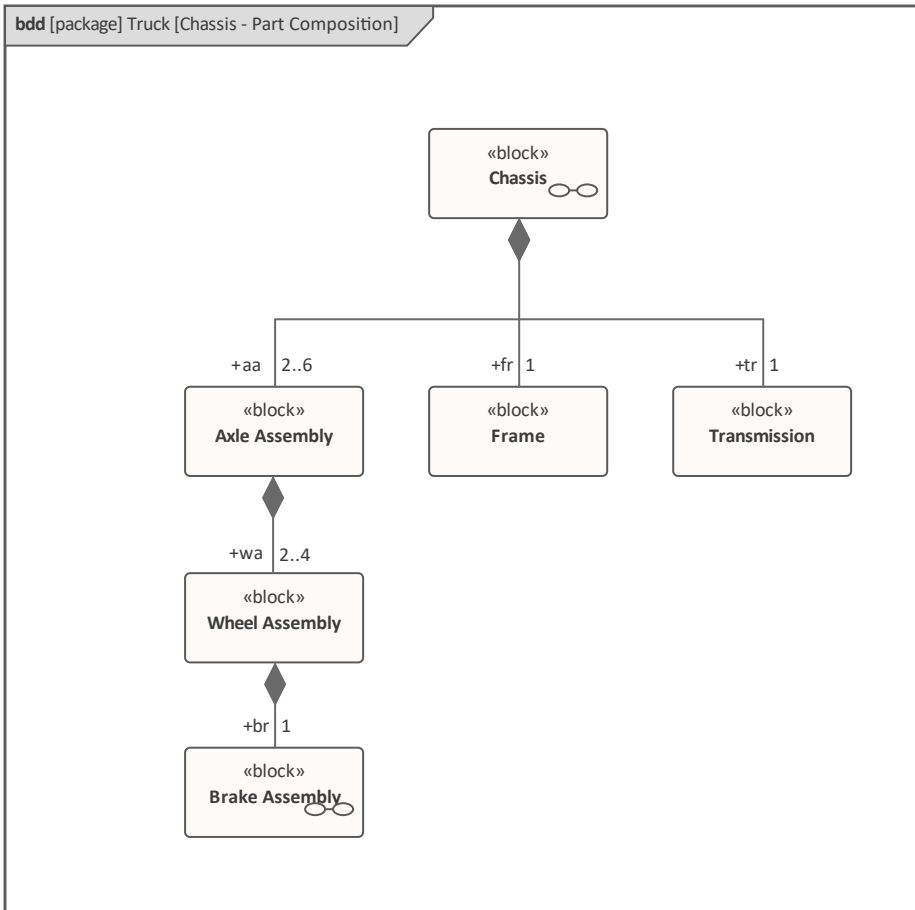 bdd [package] Truck [Chassis - Part Composition]
«block»
Chassis
+aa 2..6
+fr 1
+tr 1
«block»
Axle Assembly
«block»
Frame
«block»
Transmission
+wa 2..4
«block»
Wheel Assembly
+br 1
«block»
Brake Assembly